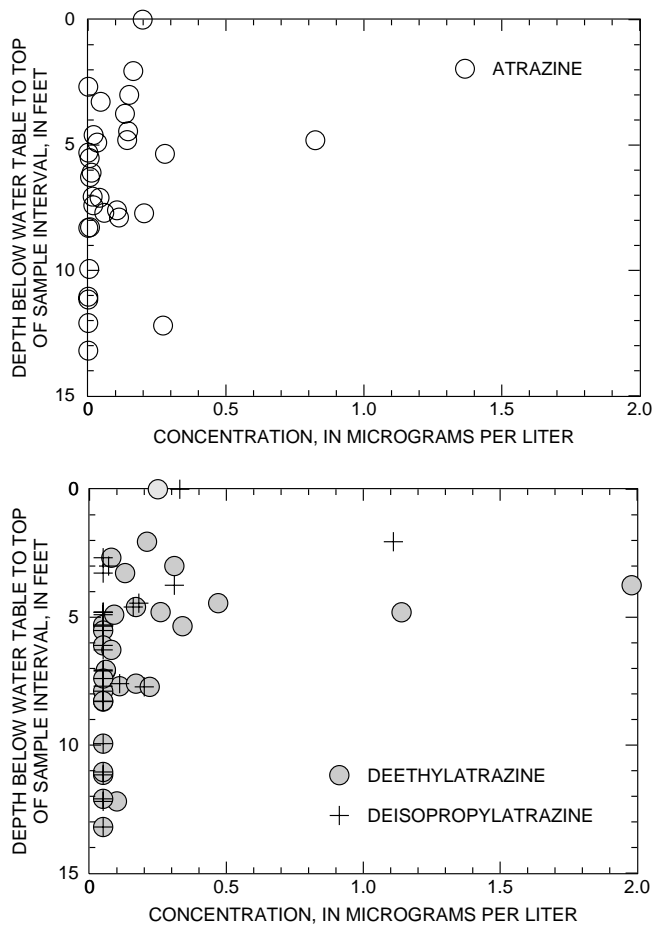 0
5
10
15
DEPTH BELOW WATER TABLE TO TOP
OF SAMPLE INTERVAL, IN FEET
ATRAZINE
0 0.5 1.0 1.5 2.0
CONCENTRATION, IN MICROGRAMS PER LITER
0
5
10
15
DEPTH BELOW WATER TABLE TO TOP
OF SAMPLE INTERVAL, IN FEET
DEETHYLATRAZINE
DEISOPROPYLATRAZINE
0 0.5 1.0 1.5 2.0
CONCENTRATION, IN MICROGRAMS PER LITER